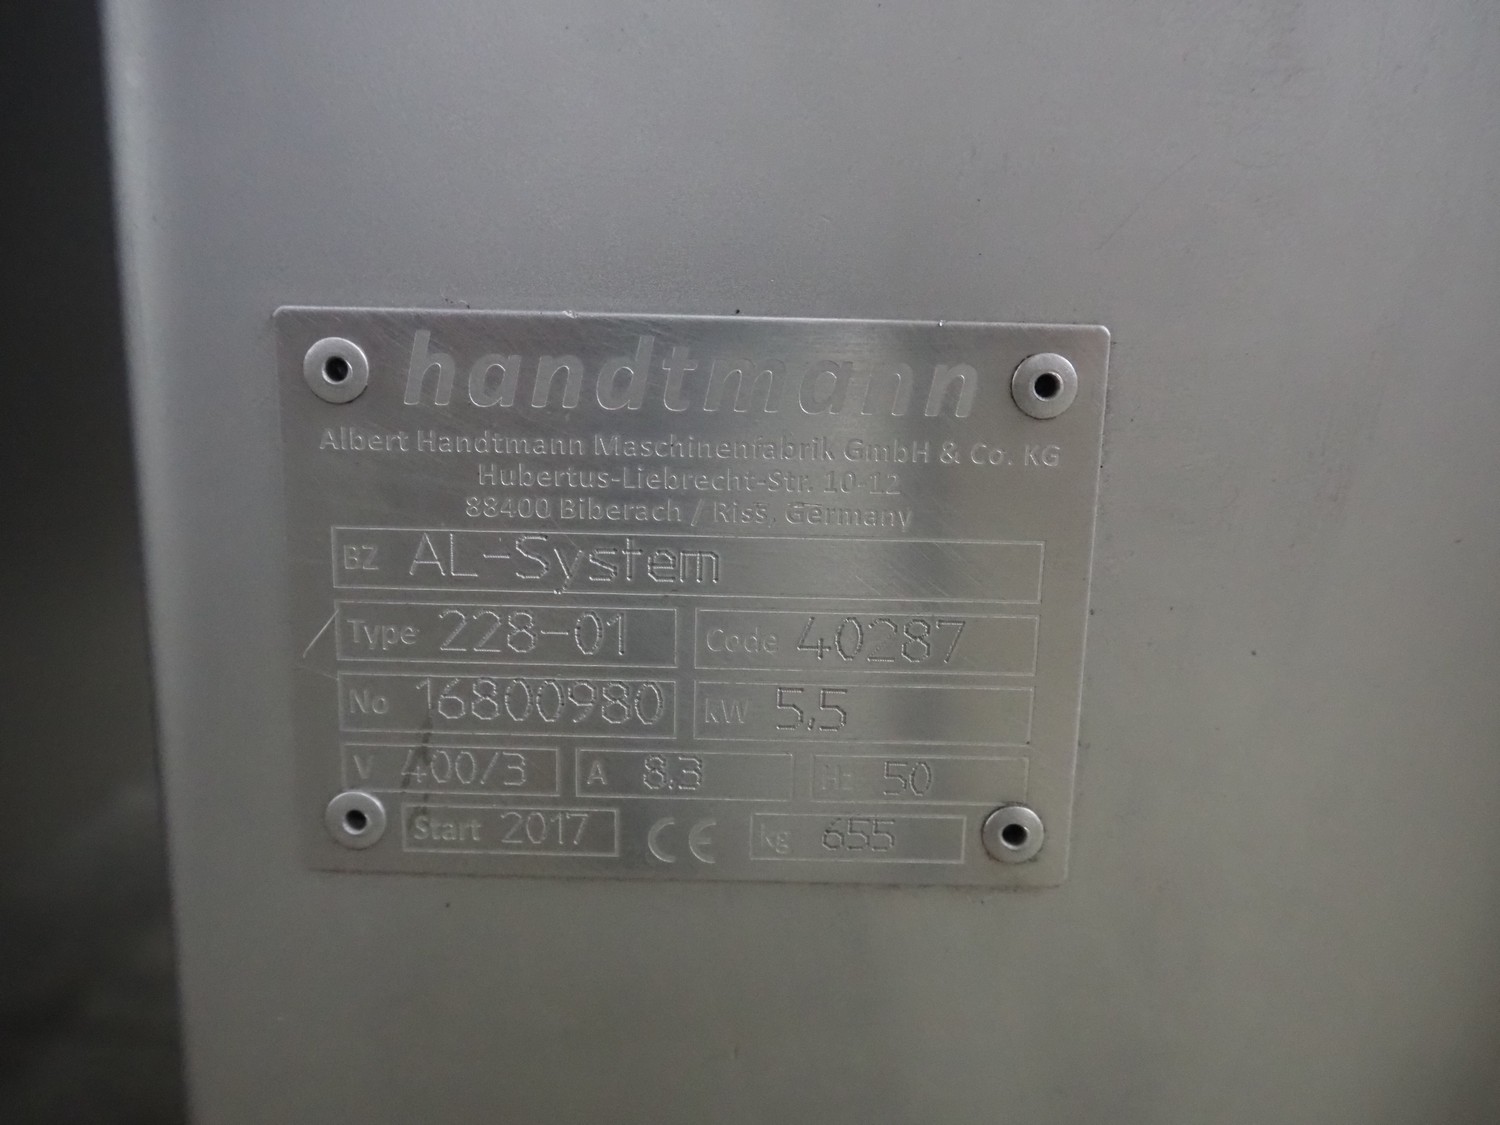 handtmann
Albert Handtmann Maschinenfabrik GmbH & Co. KG
Hubertus-Liebrecht-Str. 10-12
88400 Biberach / Riss, Germany
BZ AL-System
Type 228-01 Code 40287
No 16800980 kW 5,5
V 400/3 A 8,3 Hz 50
Start 2017 CE kg 655